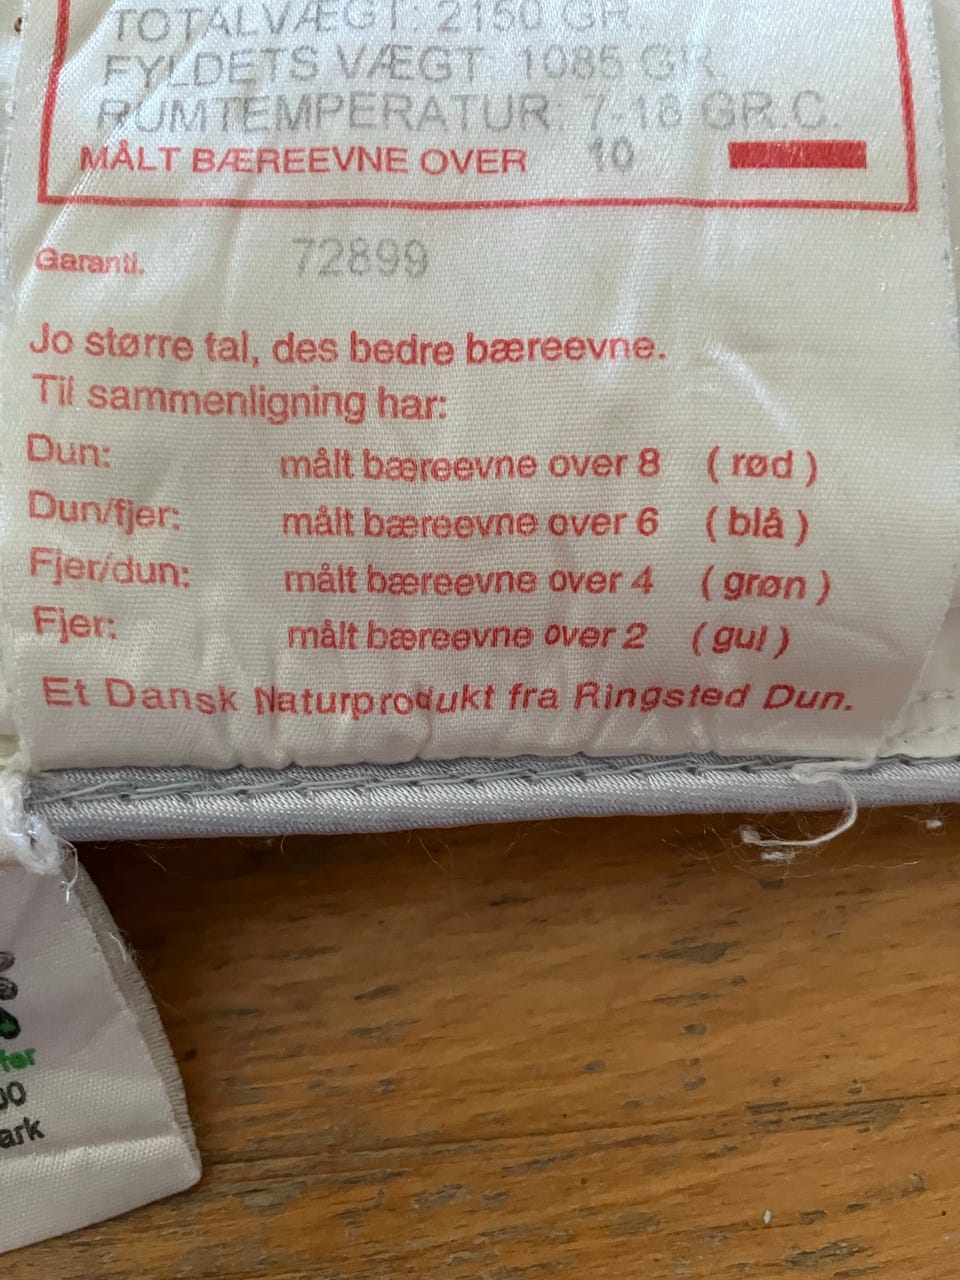 TOTALVÆGT: 2150 GR.
FYLDETS VÆGT: 1085 GR.
RUMTEMPERATUR: 7-18 GR.C.
MÅLT BÆREEVNE OVER 10
Garanti. 72899
Jo større tal, des bedre bæreevne.
Til sammenligning har:
Dun: målt bæreevne over 8 ( rød )
Dun/fjer: målt bæreevne over 6 ( blå )
Fjer/dun: målt bæreevne over 4 ( grøn )
Fjer: målt bæreevne over 2 ( gul )
Et Dansk Naturprodukt fra Ringsted Dun.
før
00
ark